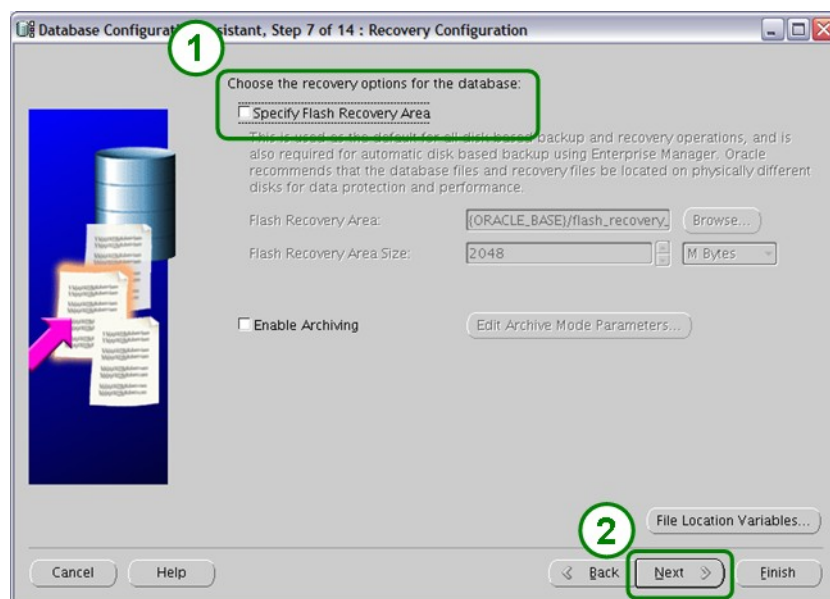 Database Configurat istant, Step 7 of 14 : Recovery Configuration
1
Choose the recovery options for the database:
Specify Flash Recovery Area
This is used as the default for all disk based backup and recovery operations, and is
also required for automatic disk based backup using Enterprise Manager. Oracle
recommends that the database files and recovery files be located on physically different
disks for data protection and performance.
Flash Recovery Area:
{ORACLE_BASE}/flash_recovery_
Browse...
Flash Recovery Area Size:
2048
M Bytes
Enable Archiving
Edit Archive Mode Parameters...
File Location Variables...
2
Cancel
Help
Back
Next
Finish